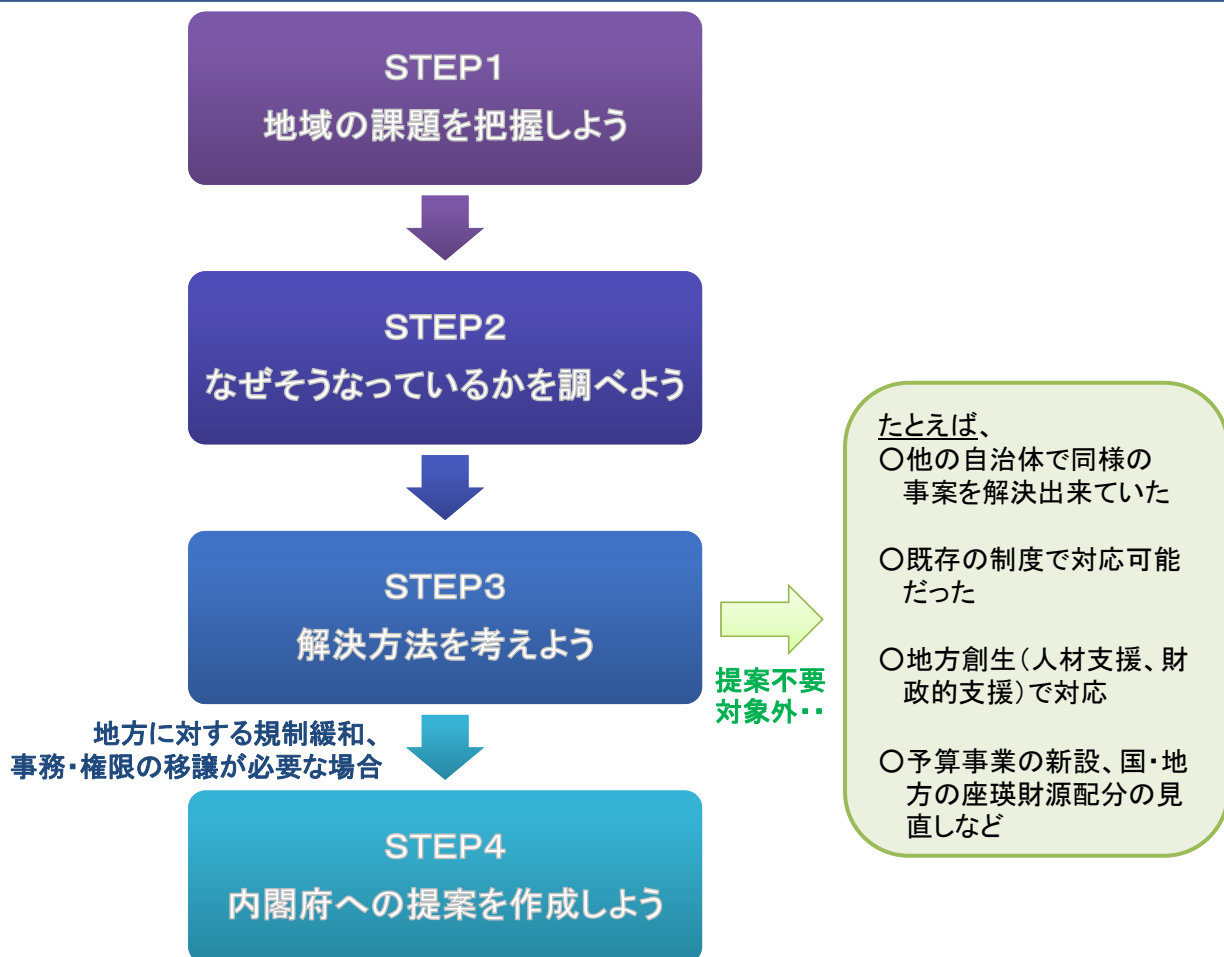 STEP1
地域の課題を把握しよう
STEP2
なぜそうなっているかを調べよう
STEP3
解決方法を考えよう
提案不要
対象外・・
たとえば、
○他の自治体で同様の
事案を解決出来ていた
○既存の制度で対応可能
だった
○地方創生（人材支援、財
政的支援）で対応
○予算事業の新設、国・地
方の座瑛財源配分の見
直しなど
地方に対する規制緩和、
事務・権限の移譲が必要な場合
STEP4
内閣府への提案を作成しよう